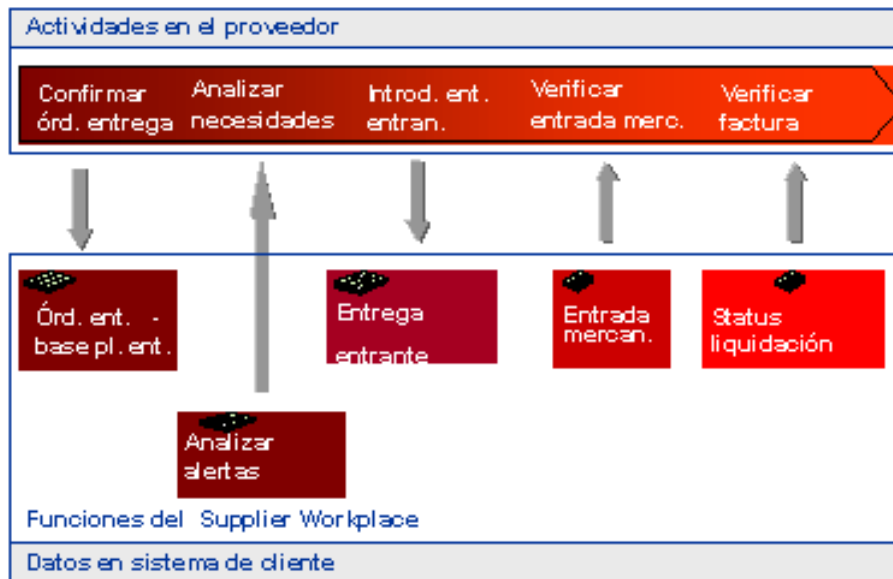 Actividades en el proveedor
Confirmar
órd. entrega
Analizar
necesidades
Introd. ent.
entran.
Verificar
entrada merc.
Verificar
factura
Órd. ent. -
base pl. ent.
Entrega
entrante
Entrada
mercan.
Status
liquidación
Analizar
alertas
Funciones del Supplier Workplace
Datos en sistema de cliente